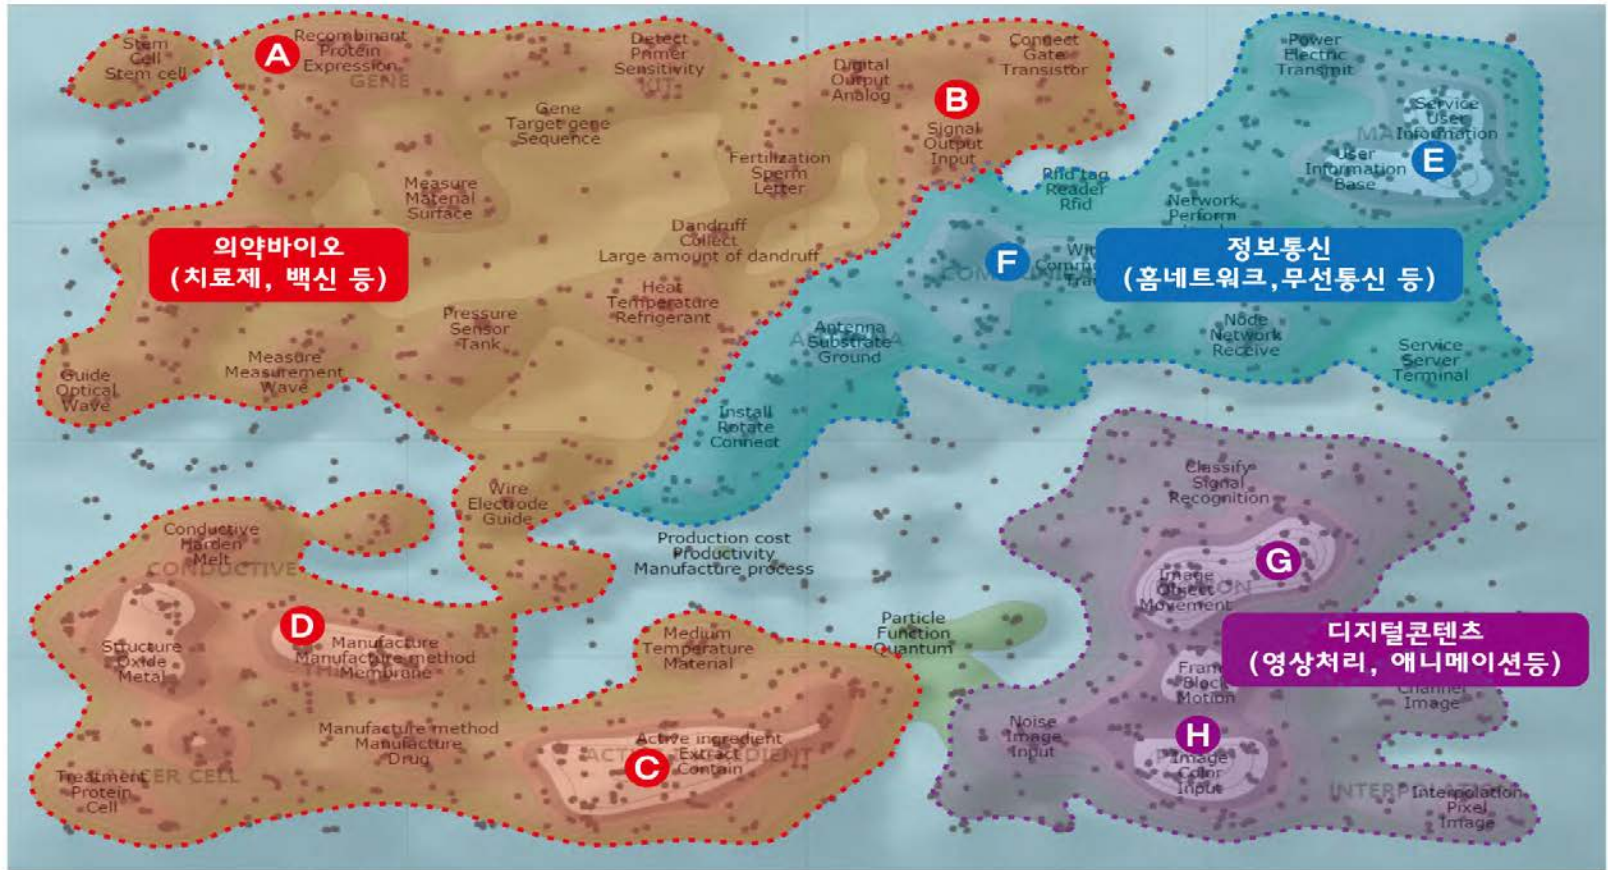 Stem
Cell
Stem cell
A
Recombinant
Protein
Expression
GENE
Detect
Primer
Sensitivity
Gene
Target gene
Sequence
Digital
Output
Analog
Connect
Gate
Transistor
B
Signal
Output
Input
Fertilization
Sperm
Letter
Measure
Material
Surface
Dandruff
Collect
Large amount of dandruff
의약바이오
(치료제, 백신 등)
Heat
Temperature
Refrigerant
Pressure
Sensor
Tank
Measure
Measurement
Wave
Guide
Optical
Wave
Wire
Electrode
Guide
Power
Electric
Transmit
Service
User
Information
E
User
Information
Base
Rfid tag
Reader
Rfid
Network
Perform
F
정보통신
(홈네트워크,무선통신 등)
Antenna
Substrate
Ground
Node
Network
Receive
Service
Server
Terminal
Install
Rotate
Connect
Conductive
Harden
Melt
CONDUCTIVE
D
Manufacture
Manufacture method
Membrane
Structure
Oxide
Metal
Manufacture method
Manufacture
Drug
Treatment
Protein
Cell
CELL
Production cost
Productivity
Manufacture process
Medium
Temperature
Material
Active ingredient
Extract
Contain
C
Particle
Function
Quantum
Classify
Signal
Recognition
G
Image
Object
Movement
디지털콘텐츠
(영상처리, 애니메이션등)
Block
Motion
Channel
Image
Noise
Image
Input
H
Image
Color
Input
Interpolation
Pixel
Image